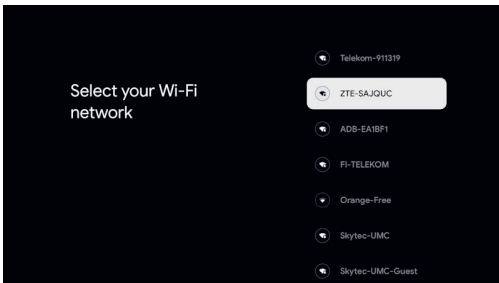 Select your Wi-Fi
network
Telekom-911319
ZTE-SAJQUC
ADB-EA1BF1
FI-TELEKOM
Orange-Free
Skytec-UMC
Skytec-UMC-Guest